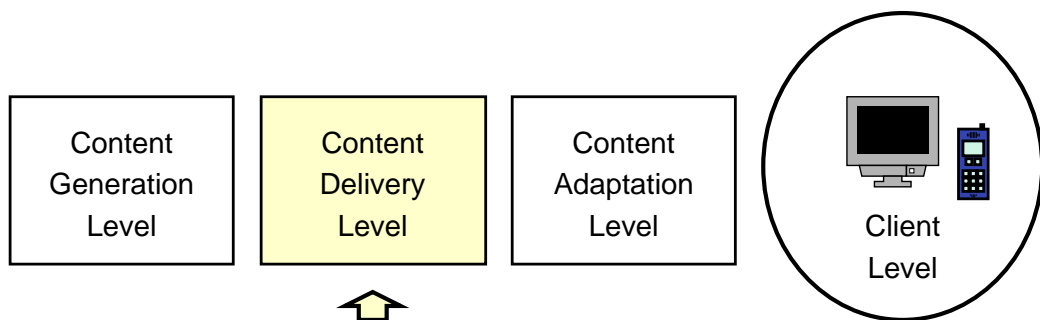 Content
Generation
Level
Content
Delivery
Level
Content
Adaptation
Level
Client
Level